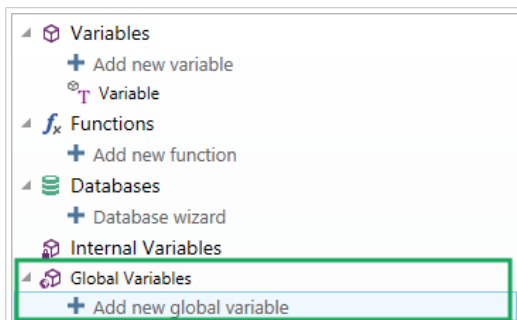 Variables
Add new variable
T Variable
fx Functions
Add new function
Databases
Database wizard
Internal Variables
Global Variables
Add new global variable